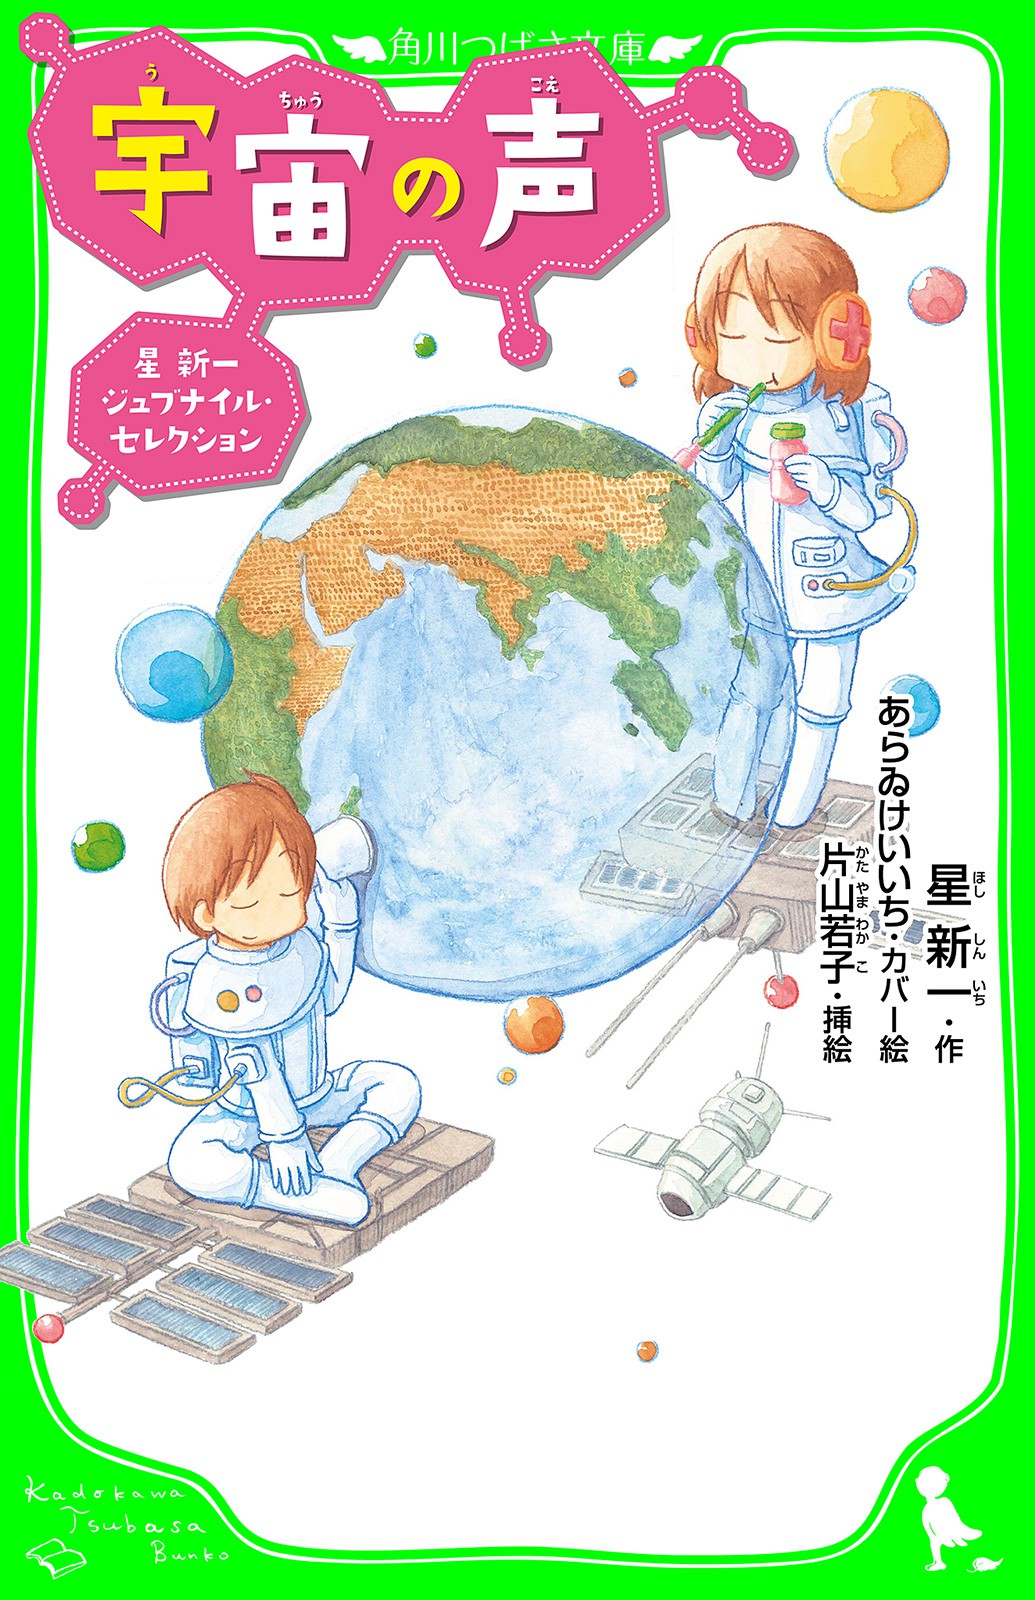 角川つばさ文庫
宇宙の声
う
ちゅう
こえ
星 新一
ジュブナイル・
セレクション
星新一・作
ほし しん いち
あらゐけいいち・カバー絵
片山若子・挿絵
かた やま わか こ
Kadokawa
Tsubasa
Bunko